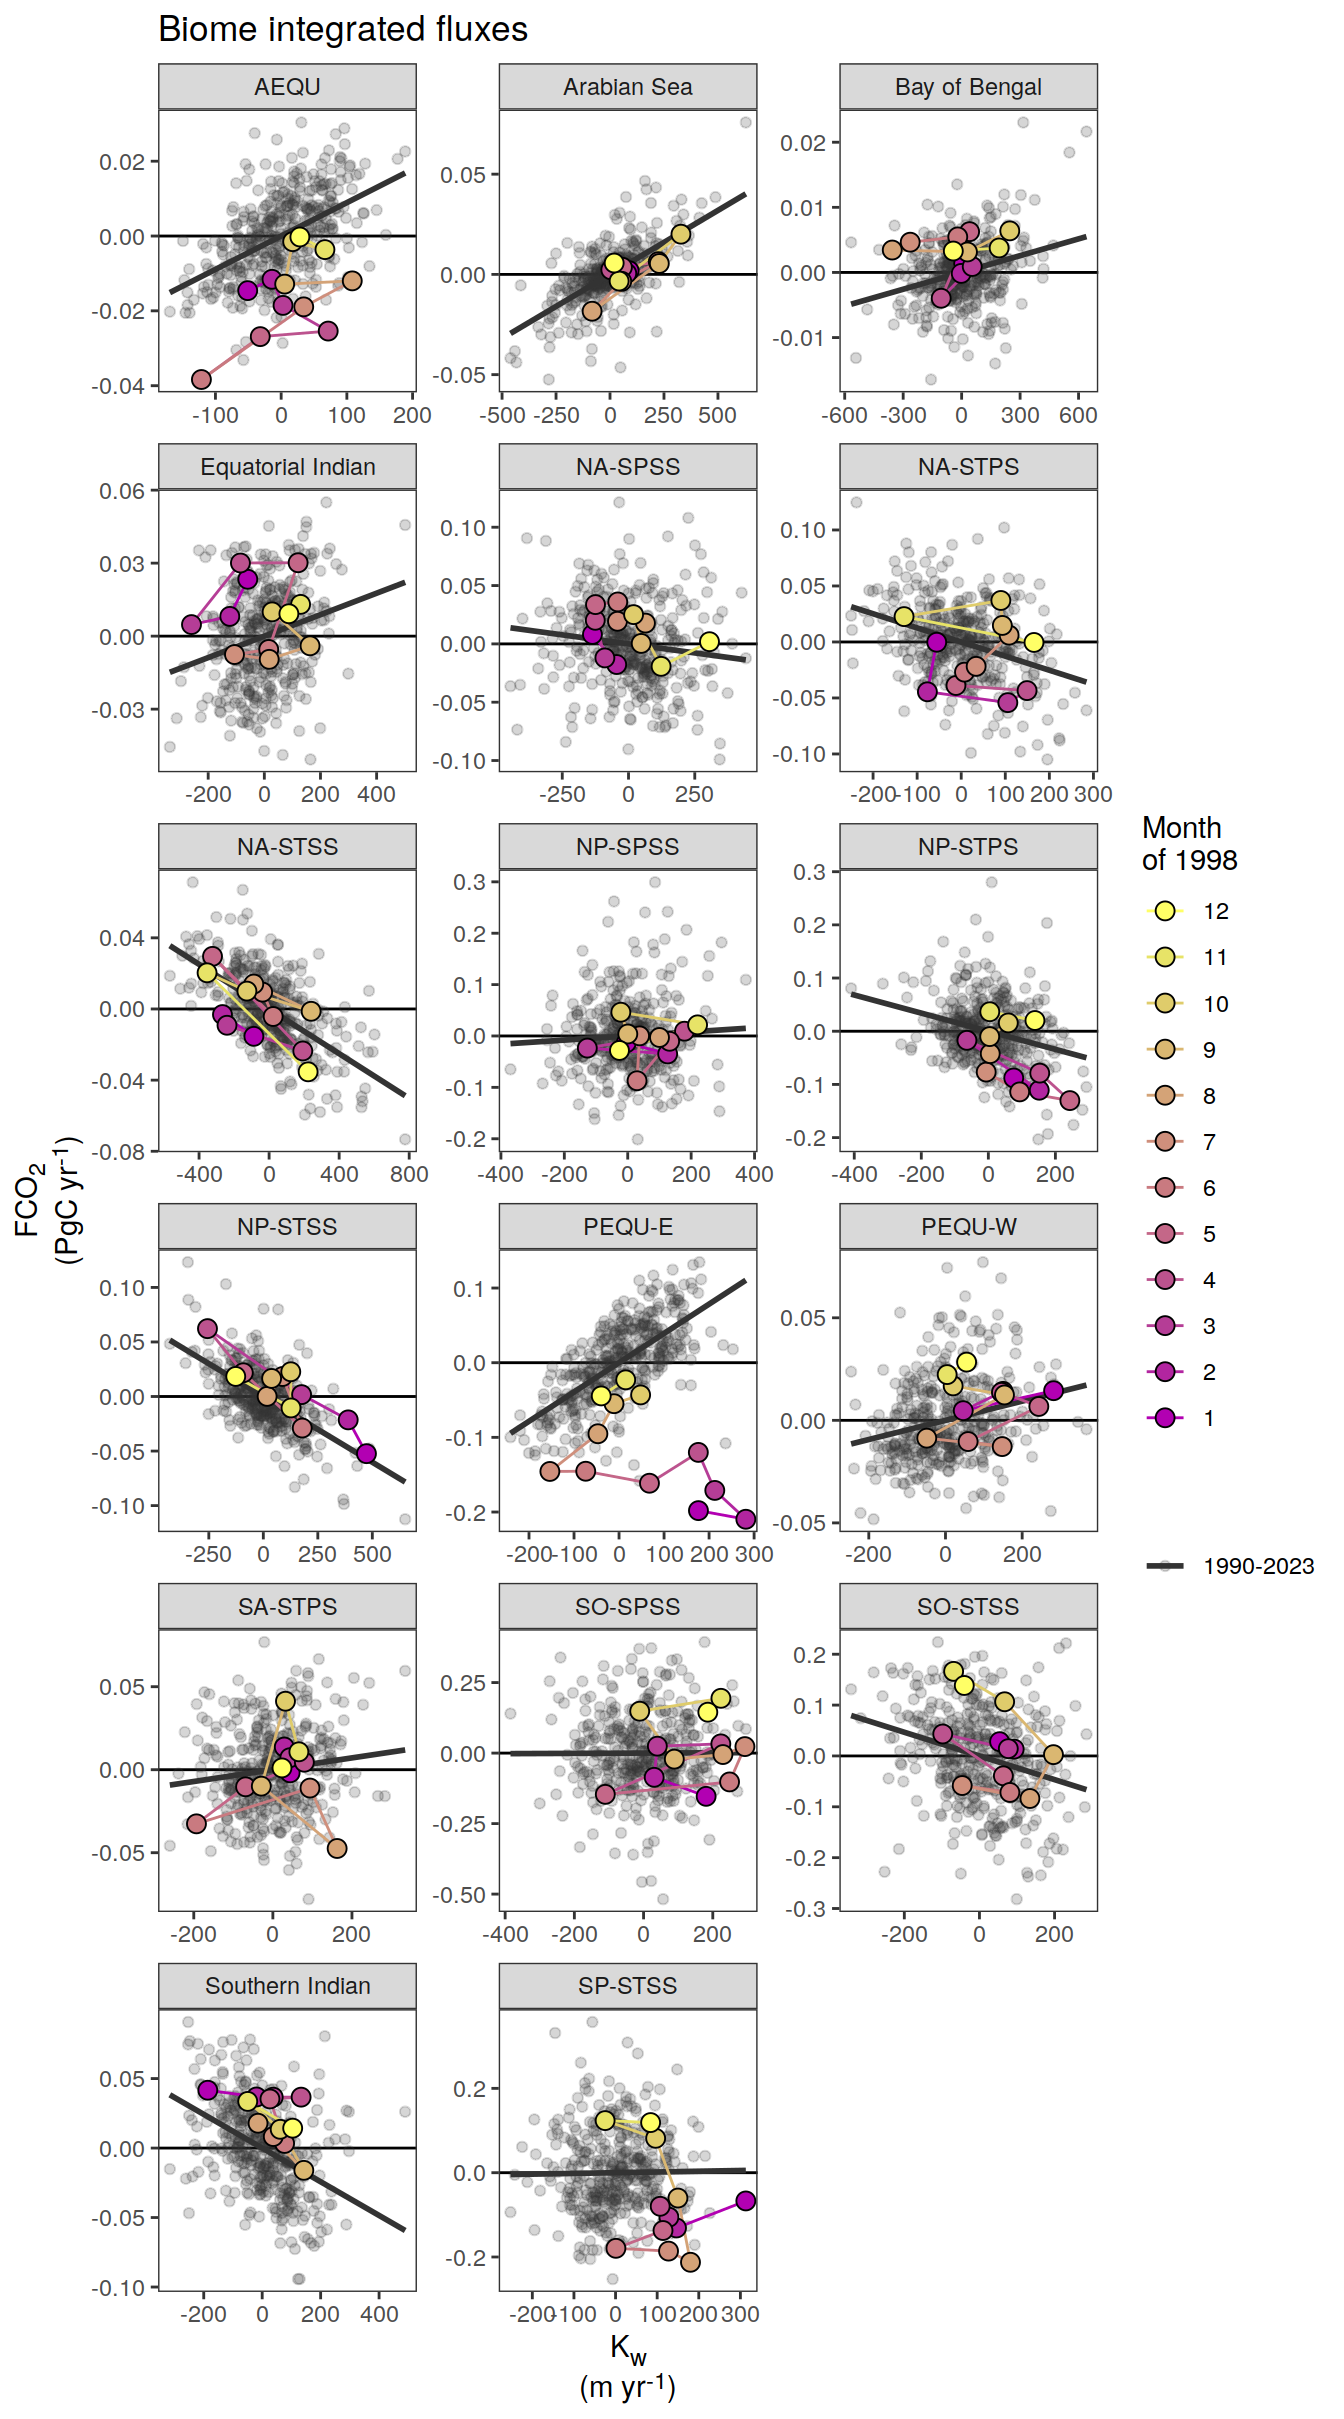 Biome integrated fluxes
AEQU
Arabian Sea
Bay of Bengal
0.02
0.00
-0.02
-0.04
0.05
0.00
-0.05
0.02
0.01
0.00
-0.01
-100 0 100 200
-500 -250 0 250 500
-600 -300 0 300 600
Equatorial Indian
NA-SPSS
NA-STPS
0.06
0.03
0.00
-0.03
0.10
0.05
0.00
-0.05
-0.10
0.10
0.05
0.00
-0.05
-0.10
-200 0 200 400
-250 0 250
-200 -100 0 100 200 300
NA-STSS
NP-SPSS
NP-STPS
0.04
0.00
-0.04
-0.08
0.3
0.2
0.1
0.0
-0.1
-0.2
0.3
0.2
0.1
0.0
-0.1
-0.2
-400 0 400 800
-400 -200 0 200 400
-400 -200 0 200
NP-STSS
PEQU-E
PEQU-W
0.10
0.05
0.00
-0.05
-0.10
0.1
0.0
-0.1
-0.2
0.05
0.00
-0.05
-250 0 250 500
-200 -100 0 100 200 300
-200 0 200
SA-STPS
SO-SPSS
SO-STSS
0.05
0.00
-0.05
0.25
0.00
-0.25
-0.50
0.2
0.1
0.0
-0.1
-0.2
-0.3
-200 0 200
-400 -200 0 200
-200 0 200
Southern Indian
SP-STSS
0.05
0.00
-0.05
-0.10
0.2
0.0
-0.2
-200 0 200 400
-200 -100 0 100 200 300
FCO2
(PgC yr-1)
Kw
(m yr-1)
Month
of 1998
12
11
10
9
8
7
6
5
4
3
2
1
1990-2023